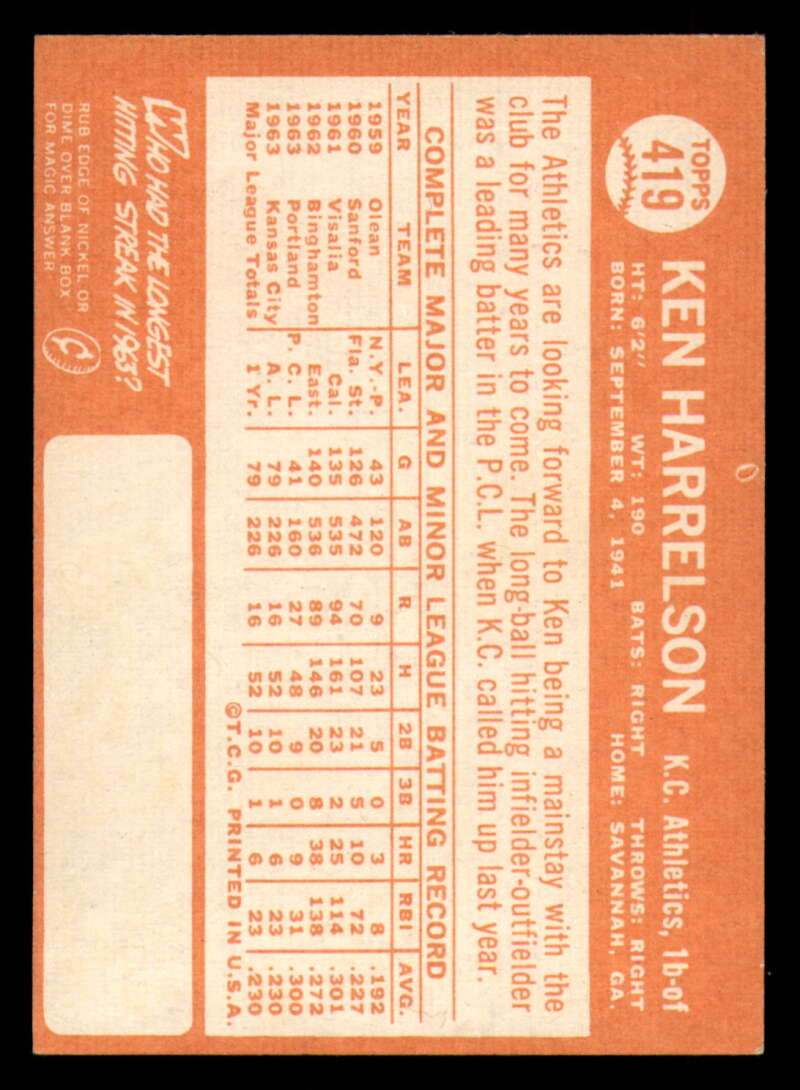 TOPPS
419
KEN HARRELSON K.C. Athletics, 1b-of
HT: 6'2" WT: 190 BATS: RIGHT THROWS: RIGHT
BORN: SEPTEMBER 4, 1941 HOME: SAVANNAH, GA.
The Athletics are looking forward to Ken being a mainstay with the
club for many years to come. The long-ball hitting infielder-outfielder
was a leading batter in the P.C.L. when K.C. called him up last year.
COMPLETE MAJOR AND MINOR LEAGUE BATTING RECORD
YEAR TEAM LEA. G AB R H 2B 3B HR RBI AVG.
1959 Olean N.Y.-P. 43 120 9 23 5 0 3 8 .192
1960 Sanford Fla. St. 126 472 70 107 21 5 10 72 .227
1961 Visalia Cal. 135 535 94 161 23 2 25 114 .301
1962 Binghamton East. 140 536 89 146 20 8 38 138 .272
1963 Portland P. C. L. 41 160 27 48 9 0 9 31 .300
1963 Kansas City A. L. 79 226 16 52 10 1 6 23 .230
Major League Totals 1 Yr. 79 226 16 52 10 1 6 23 .230
©T.C.G. PRINTED IN U.S.A.
WHO HAD THE LONGEST
HITTING STREAK IN 1963?
RUB EDGE OF NICKEL OR
DIME OVER BLANK BOX
FOR MAGIC ANSWER